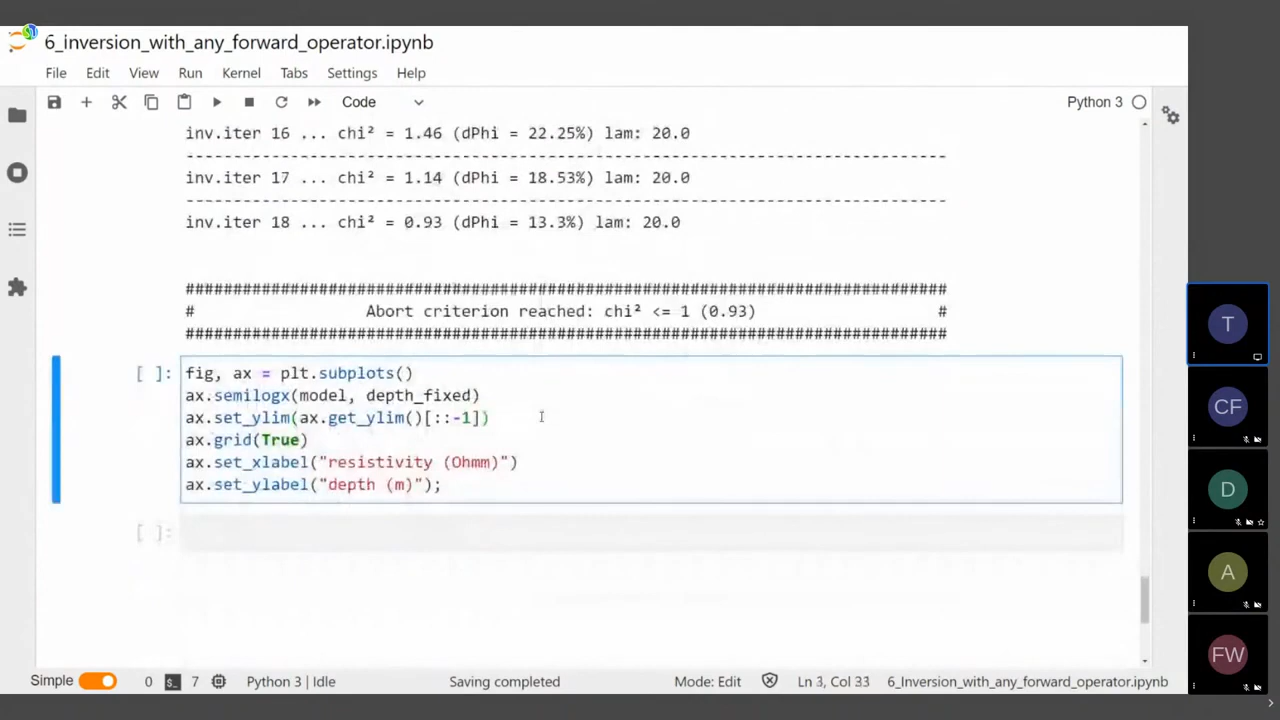 6_inversion_with_any_forward_operator.ipynb
File Edit View Run Kernel Tabs Settings Help
Code
Python 3
inv.iter 16 ... chi² = 1.46 (dPhi = 22.25%) lam: 20.0
--------------------------------------------------------------------------------
inv.iter 17 ... chi² = 1.14 (dPhi = 18.53%) lam: 20.0
--------------------------------------------------------------------------------
inv.iter 18 ... chi² = 0.93 (dPhi = 13.3%) lam: 20.0
################################################################################
# Abort criterion reached: chi² <= 1 (0.93) #
################################################################################
[ ]: fig, ax = plt.subplots()
ax.semilogx(model, depth_fixed)
ax.set_ylim(ax.get_ylim()[::-1])
ax.grid(True)
ax.set_xlabel("resistivity (Ohmm)")
ax.set_ylabel("depth (m)");
[ ]:
Simple 0 $_ 7 Python 3 | Idle Saving completed Mode: Edit Ln 3, Col 33 6_Inversion_with_any_forward_operator.ipynb
T
CF
D
A
FW